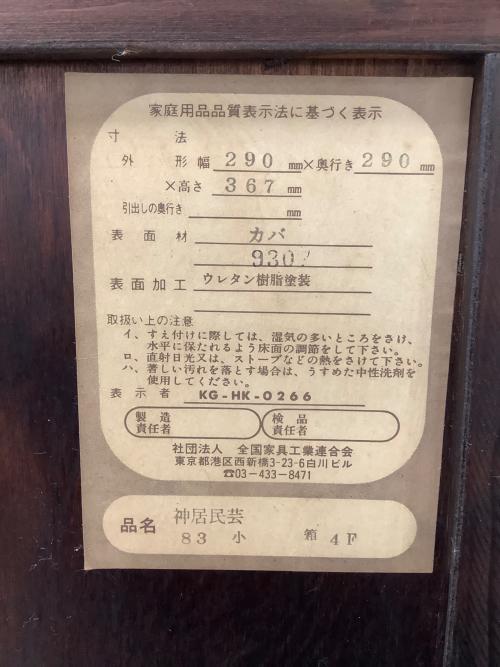 家庭用品品質表示法に基づく表示
寸法
外形幅 290 mm×奥行き 290 mm
×高さ 367 mm
引出しの奥行き mm
表面材 カバ
930
表面加工 ウレタン樹脂塗装
取扱い上の注意
イ、すえ付けに際しては、湿気の多いところをさけ、
水平に保たれるよう床面の調節をして下さい。
ロ、直射日光又は、ストーブなどの熱をさけて下さい。
ハ、著しい汚れを落とす場合は、うすめた中性洗剤を
使用してください。
表示者 KG-HK-0266
製造責任者 検品責任者
社団法人 全国家具工業連合会
東京都港区西新橋3-23-6白川ビル
☎03-433-8471
品名 神居民芸
83 小 箱 4F